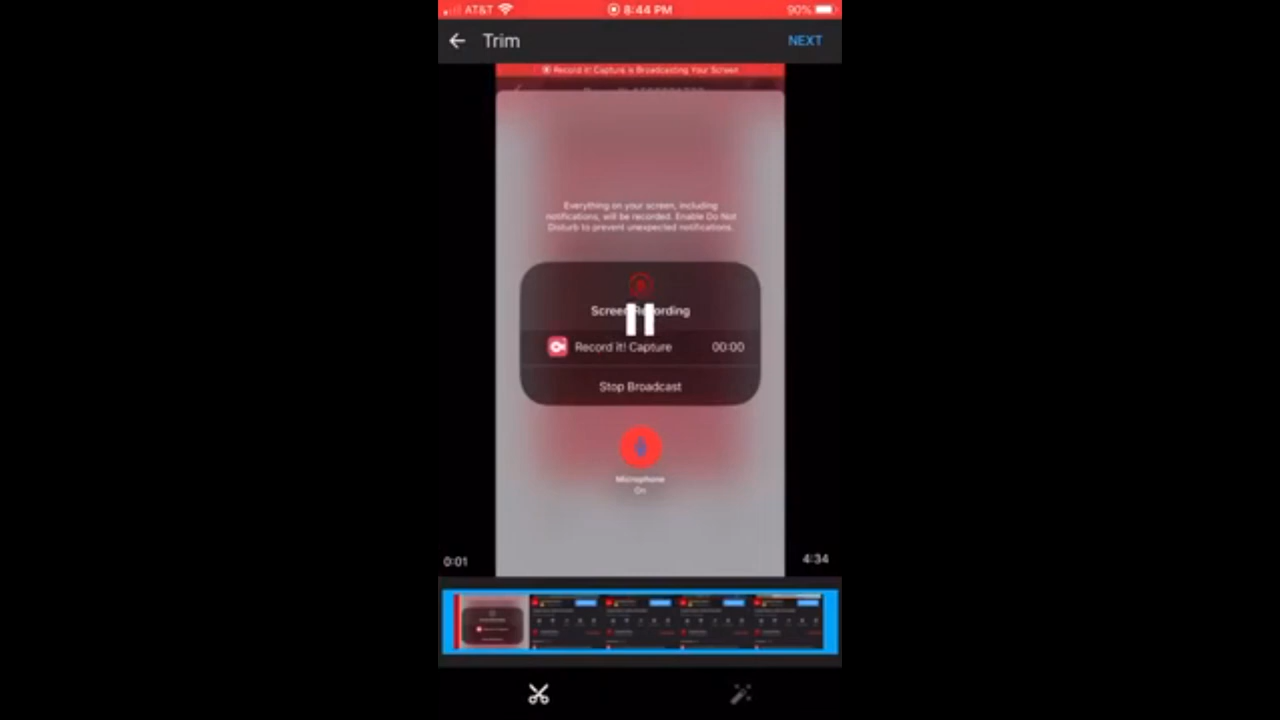 AT&T 8:44 PM 90%
Trim NEXT
Record it! Capture is Broadcasting Your Screen
Everything on your screen, including
notifications, will be recorded. Enable Do Not
Disturb to prevent unexpected notifications.
Screen Recording
Record it! Capture 00:00
Stop Broadcast
Microphone
On
0:01 4:34